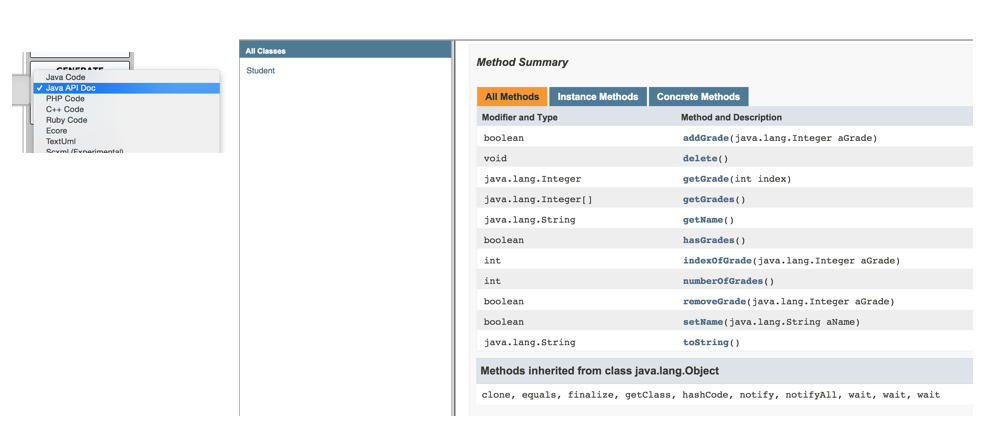 GENERATE
Java Code
✓ Java API Doc
PHP Code
C++ Code
Ruby Code
Ecore
TextUml
Scxml (Experimental)
All Classes
Student
Method Summary
All Methods Instance Methods Concrete Methods
Modifier and Type Method and Description
boolean addGrade(java.lang.Integer aGrade)
void delete()
java.lang.Integer getGrade(int index)
java.lang.Integer[] getGrades()
java.lang.String getName()
boolean hasGrades()
int indexOfGrade(java.lang.Integer aGrade)
int numberOfGrades()
boolean removeGrade(java.lang.Integer aGrade)
boolean setName(java.lang.String aName)
java.lang.String toString()
Methods inherited from class java.lang.Object
clone, equals, finalize, getClass, hashCode, notify, notifyAll, wait, wait, wait